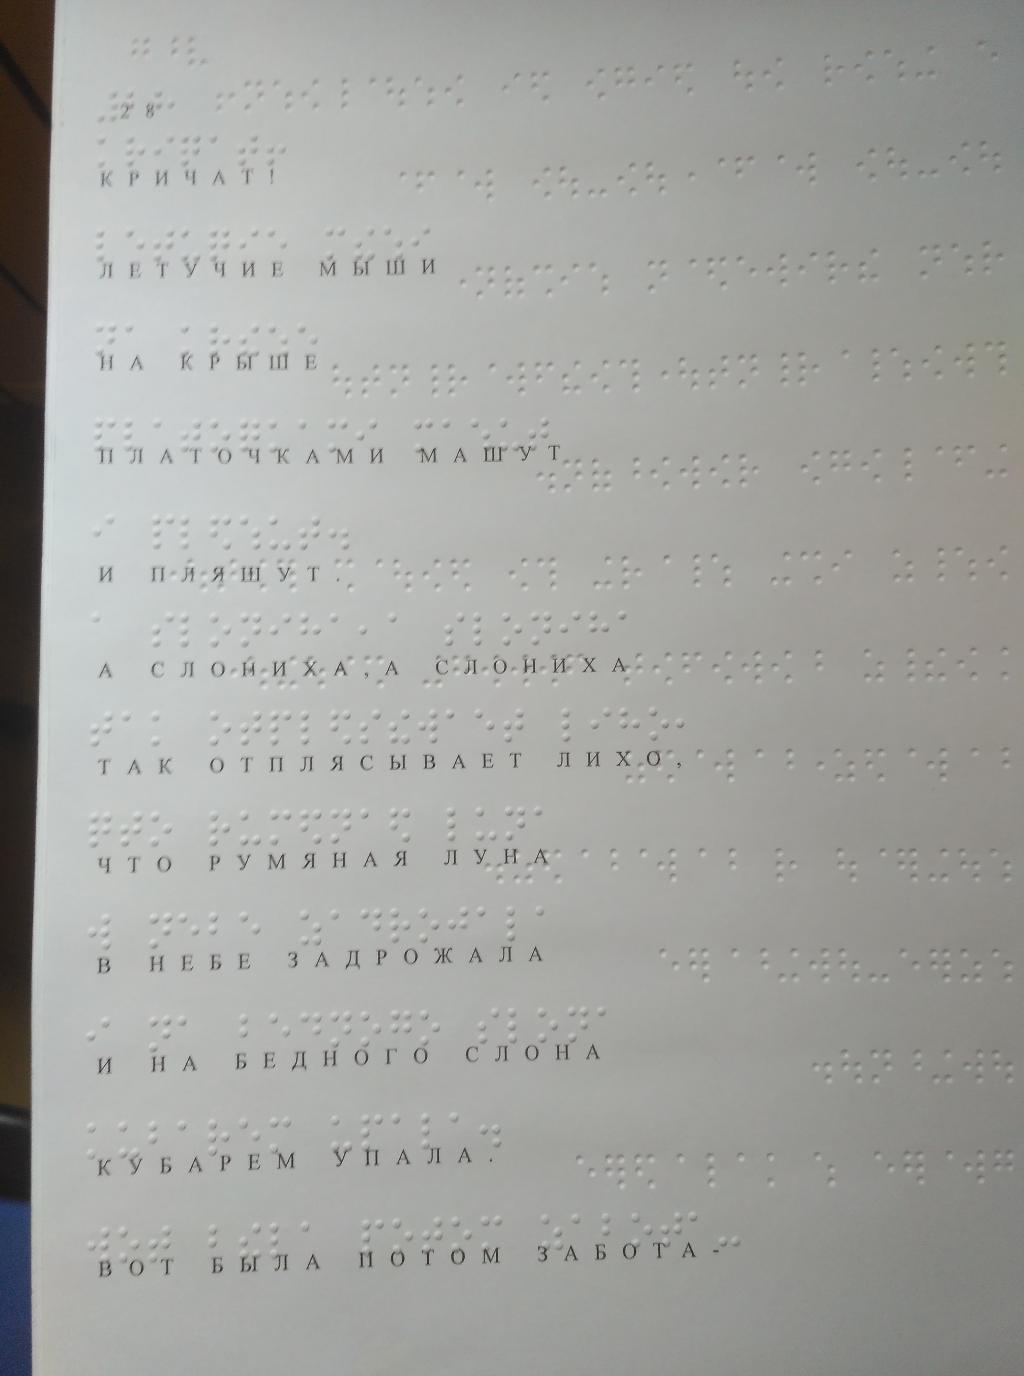 28
КРИЧАТ!
ЛЕТУЧИЕ МЫШИ
НА КРЫШЕ
ПЛАТОЧКАМИ МАШУТ
И ПЛЯШУТ.
А СЛОНИХА, А СЛОНИХА
ТАК ОТПЛЯСЫВАЕТ ЛИХО,
ЧТО РУМЯНАЯ ЛУНА
В НЕБЕ ЗАДРОЖАЛА
И НА БЕДНОГО СЛОНА
КУБАРЕМ УПАЛА.
ВОТ БЫЛА ПОТОМ ЗАБОТА-